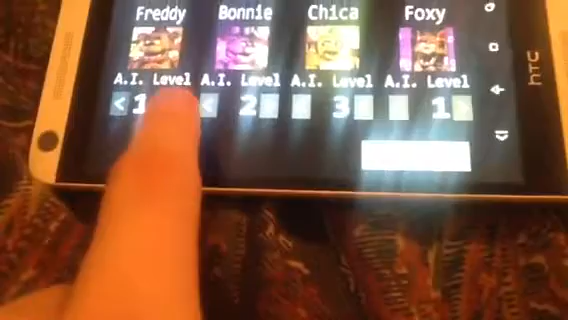 Freddy Bonnie Chica Foxy
A.I. Level A.I. Level A.I. Level A.I. Level
< 1 < 2 3 1 >
hTC